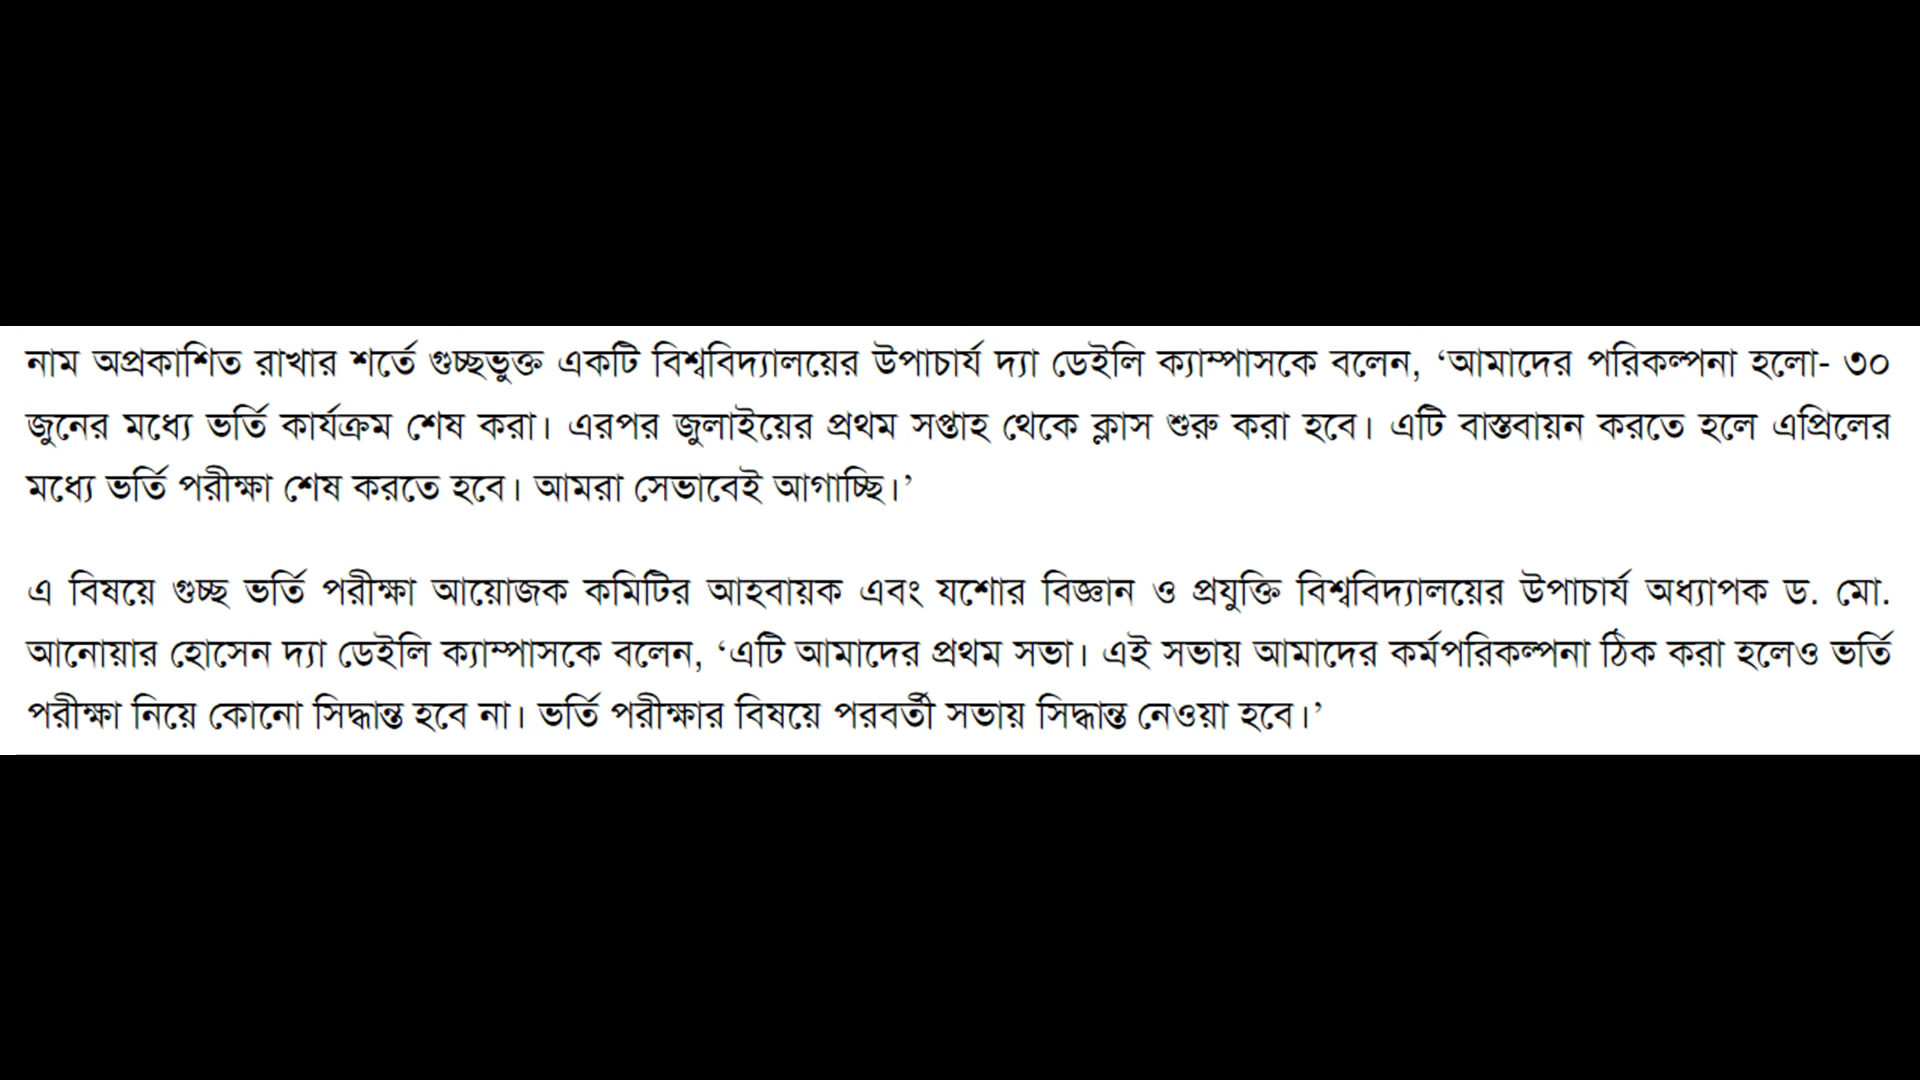 নাম অপ্রকাশিত রাখার শর্তে গুচ্ছভুক্ত একটি বিশ্ববিদ্যালয়ের উপাচার্য দ্যা ডেইলি ক্যাম্পাসকে বলেন, ‘আমাদের পরিকল্পনা হলো- ৩০
জুনের মধ্যে ভর্তি কার্যক্রম শেষ করা। এরপর জুলাইয়ের প্রথম সপ্তাহ থেকে ক্লাস শুরু করা হবে। এটি বাস্তবায়ন করতে হলে এপ্রিলের
মধ্যে ভর্তি পরীক্ষা শেষ করতে হবে। আমরা সেভাবেই আগাচ্ছি।’
এ বিষয়ে গুচ্ছ ভর্তি পরীক্ষা আয়োজক কমিটির আহবায়ক এবং যশোর বিজ্ঞান ও প্রযুক্তি বিশ্ববিদ্যালয়ের উপাচার্য অধ্যাপক ড. মো.
আনোয়ার হোসেন দ্যা ডেইলি ক্যাম্পাসকে বলেন, ‘এটি আমাদের প্রথম সভা। এই সভায় আমাদের কর্মপরিকল্পনা ঠিক করা হলেও ভর্তি
পরীক্ষা নিয়ে কোনো সিদ্ধান্ত হবে না। ভর্তি পরীক্ষার বিষয়ে পরবর্তী সভায় সিদ্ধান্ত নেওয়া হবে।’